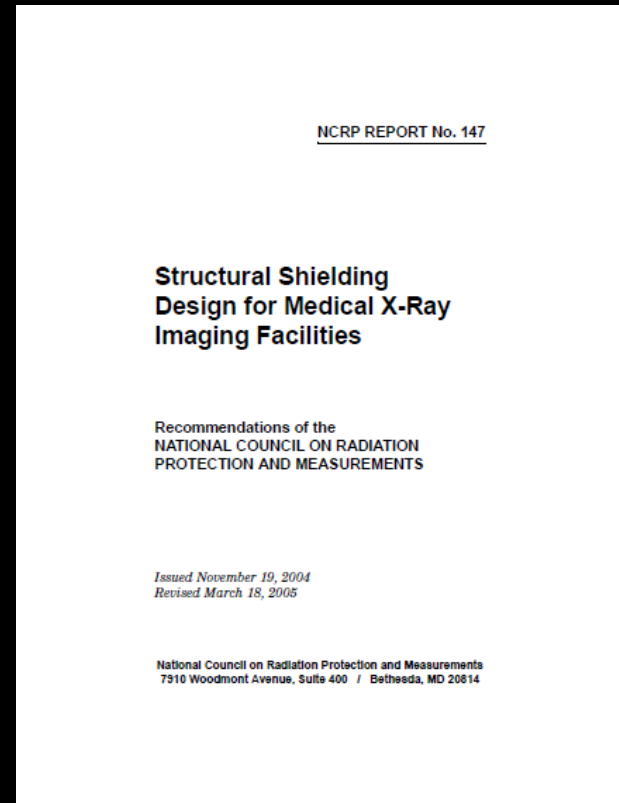 NCRP REPORT No. 147
Structural Shielding
Design for Medical X-Ray
Imaging Facilities
Recommendations of the
NATIONAL COUNCIL ON RADIATION
PROTECTION AND MEASUREMENTS
Issued November 19, 2004
Revised March 18, 2005
National Council on Radiation Protection and Measurements
7910 Woodmont Avenue, Suite 400 / Bethesda, MD 20814